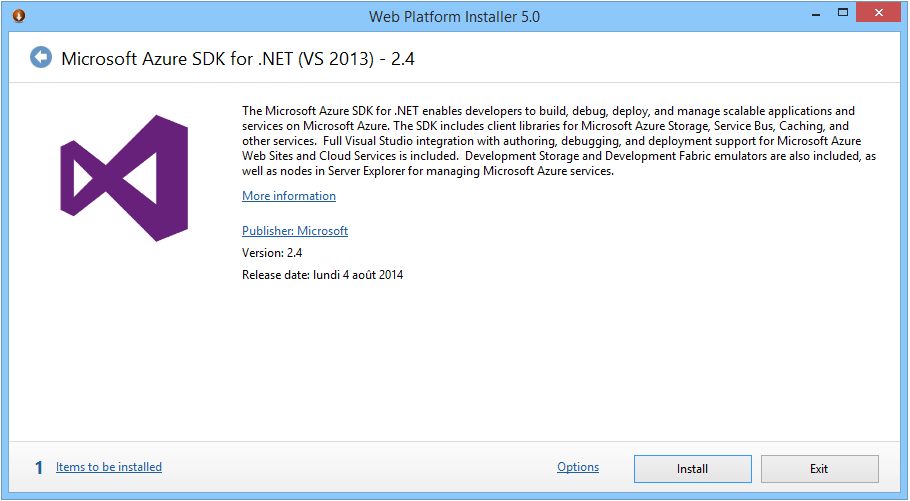 Web Platform Installer 5.0
Microsoft Azure SDK for .NET (VS 2013) - 2.4
The Microsoft Azure SDK for .NET enables developers to build, debug, deploy, and manage scalable applications and
services on Microsoft Azure. The SDK includes client libraries for Microsoft Azure Storage, Service Bus, Caching, and
other services.  Full Visual Studio integration with authoring, debugging, and deployment support for Microsoft Azure
Web Sites and Cloud Services is included.  Development Storage and Development Fabric emulators are also included, as
well as nodes in Server Explorer for managing Microsoft Azure services.
More information
Publisher: Microsoft
Version: 2.4
Release date: lundi 4 août 2014
1 Items to be installed Options Install Exit